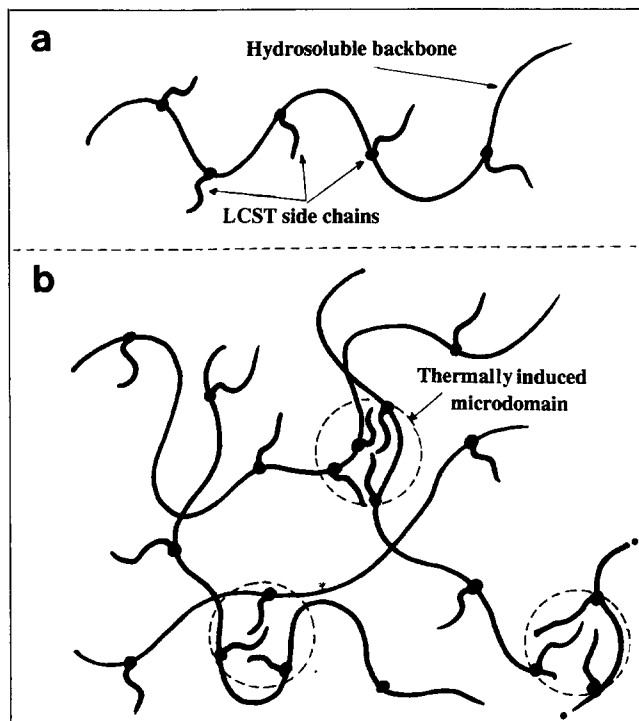 a
Hydrosoluble backbone
LCST side chains
b
Thermally induced
microdomain